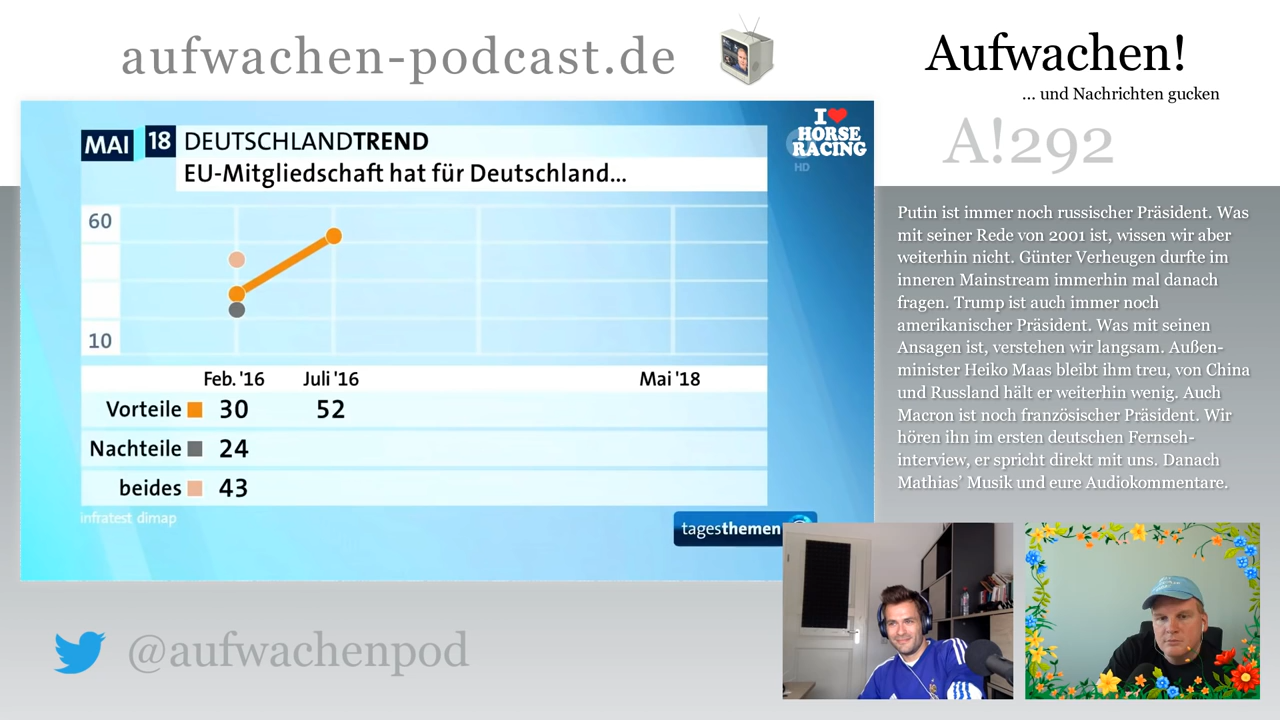 aufwachen-podcast.de
Aufwachen!
... und Nachrichten gucken
A!292
I ❤
HORSE
RACING
HD
MAI 18 DEUTSCHLANDTREND
EU-Mitgliedschaft hat für Deutschland...
60
10
Feb. '16 Juli '16 Mai '18
Vorteile 30 52
Nachteile 24
beides 43
infratest dimap
tagesthemen
Putin ist immer noch russischer Präsident. Was
mit seiner Rede von 2001 ist, wissen wir aber
weiterhin nicht. Günter Verheugen durfte im
inneren Mainstream immerhin mal danach
fragen. Trump ist auch immer noch
amerikanischer Präsident. Was mit seinen
Ansagen ist, verstehen wir langsam. Außen-
minister Heiko Maas bleibt ihm treu, von China
und Russland hält er weiterhin wenig. Auch
Macron ist noch französischer Präsident. Wir
hören ihn im ersten deutschen Fernseh-
interview, er spricht direkt mit uns. Danach
Mathias’ Musik und eure Audiokommentare.
@aufwachenpod